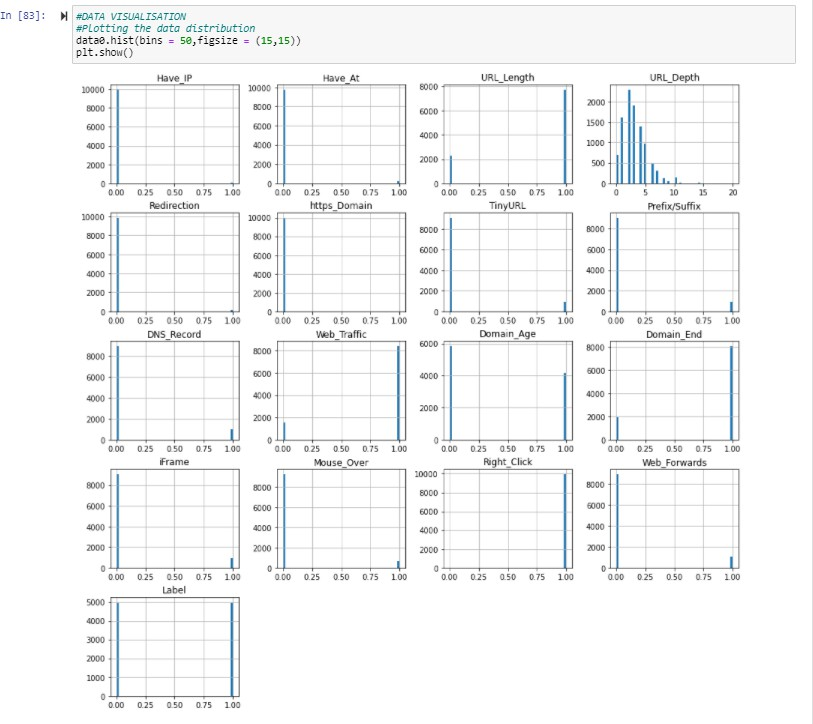 In [83]:
#DATA VISUALISATION
#Plotting the data distribution
data0.hist(bins = 50,figsize = (15,15))
plt.show()
Have_IP Have_At URL_Length URL_Depth
10000 8000 6000 4000 2000 0
10000 8000 6000 4000 2000 0
8000 6000 4000 2000 0
2000 1500 1000 500 0
0.00 0.25 0.50 0.75 1.00 0.00 0.25 0.50 0.75 1.00 0.00 0.25 0.50 0.75 1.00 0 5 10 15 20
Redirection https_Domain TinyURL Prefix/Suffix
10000 8000 6000 4000 2000 0
10000 8000 6000 4000 2000 0
8000 6000 4000 2000 0
8000 6000 4000 2000 0
0.00 0.25 0.50 0.75 1.00 0.00 0.25 0.50 0.75 1.00 0.00 0.25 0.50 0.75 1.00 0.00 0.25 0.50 0.75 1.00
DNS_Record Web_Traffic Domain_Age Domain_End
8000 6000 4000 2000 0
8000 6000 4000 2000 0
6000 4000 2000 0
8000 6000 4000 2000 0
0.00 0.25 0.50 0.75 1.00 0.00 0.25 0.50 0.75 1.00 0.00 0.25 0.50 0.75 1.00 0.00 0.25 0.50 0.75 1.00
iFrame Mouse_Over Right_Click Web_Forwards
8000 6000 4000 2000 0
8000 6000 4000 2000 0
10000 8000 6000 4000 2000 0
8000 6000 4000 2000 0
0.00 0.25 0.50 0.75 1.00 0.00 0.25 0.50 0.75 1.00 0.00 0.25 0.50 0.75 1.00 0.00 0.25 0.50 0.75 1.00
Label
5000 4000 3000 2000 1000 0
0.00 0.25 0.50 0.75 1.00